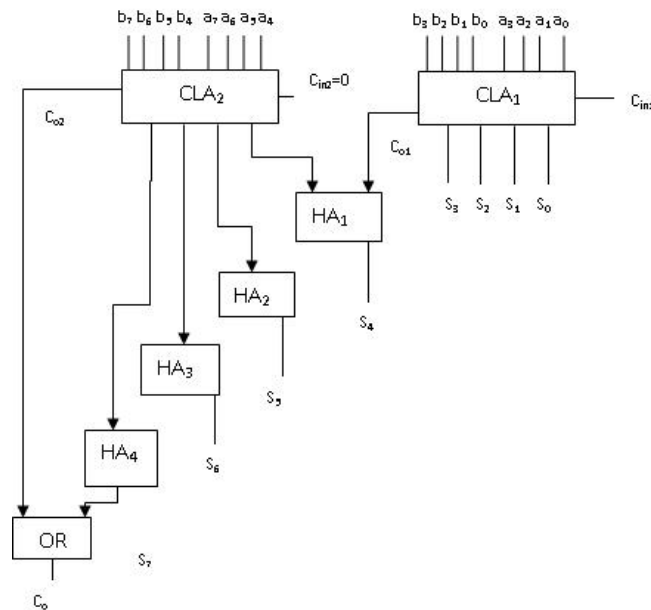 b₇ b₆ b₅ b₄ a₇ a₆ a₅ a₄
b₃ b₂ b₁ b₀ a₃ a₂ a₁ a₀
CLA₂
Cᵢₙ₂=0
CLA₁
Cₒ₂
Cₒ₁
S₃ S₂ S₁ S₀
HA₁
HA₂
S₄
HA₃
S₅
HA₄
S₆
OR
S₇
Cₒ